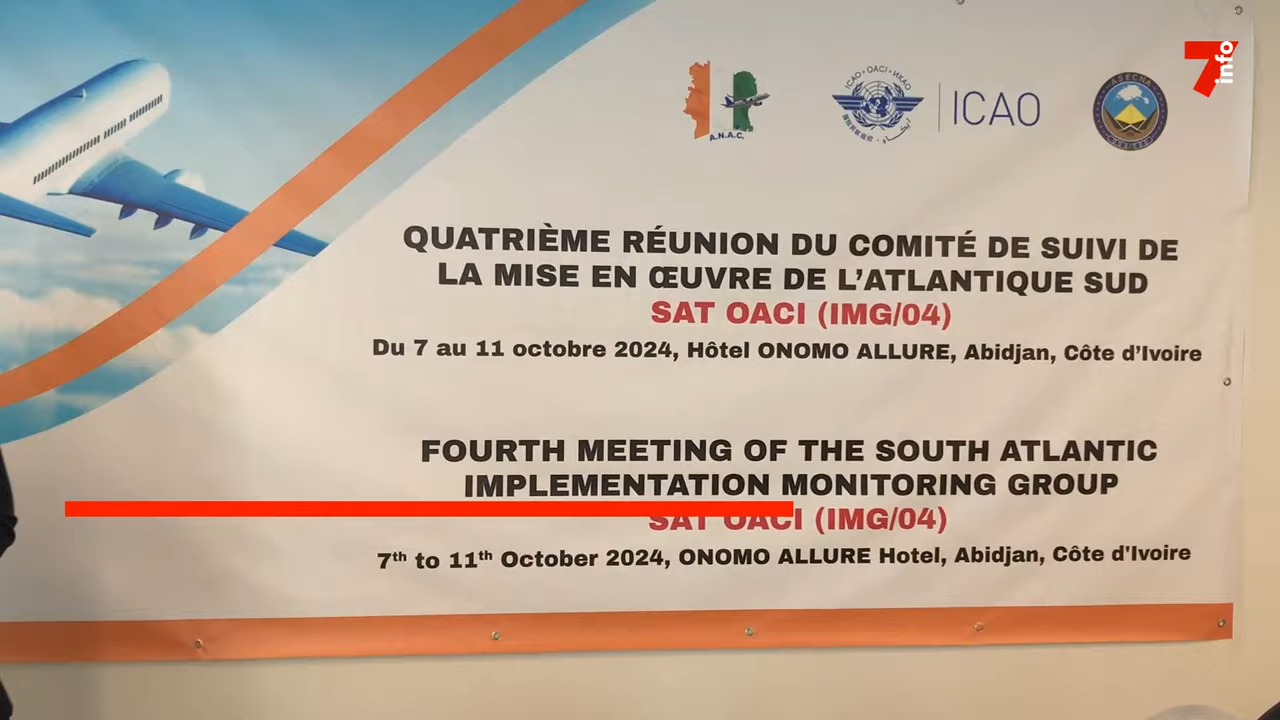 7 info
A.N.A.C.
ICAO · OACI · ИКАО
ICAO
ASECNA
QUATRIÈME RÉUNION DU COMITÉ DE SUIVI DE
LA MISE EN ŒUVRE DE L'ATLANTIQUE SUD
SAT OACI (IMG/04)
Du 7 au 11 octobre 2024, Hôtel ONOMO ALLURE, Abidjan, Côte d'Ivoire
FOURTH MEETING OF THE SOUTH ATLANTIC
IMPLEMENTATION MONITORING GROUP
SAT OACI (IMG/04)
7th to 11th October 2024, ONOMO ALLURE Hotel, Abidjan, Côte d'Ivoire